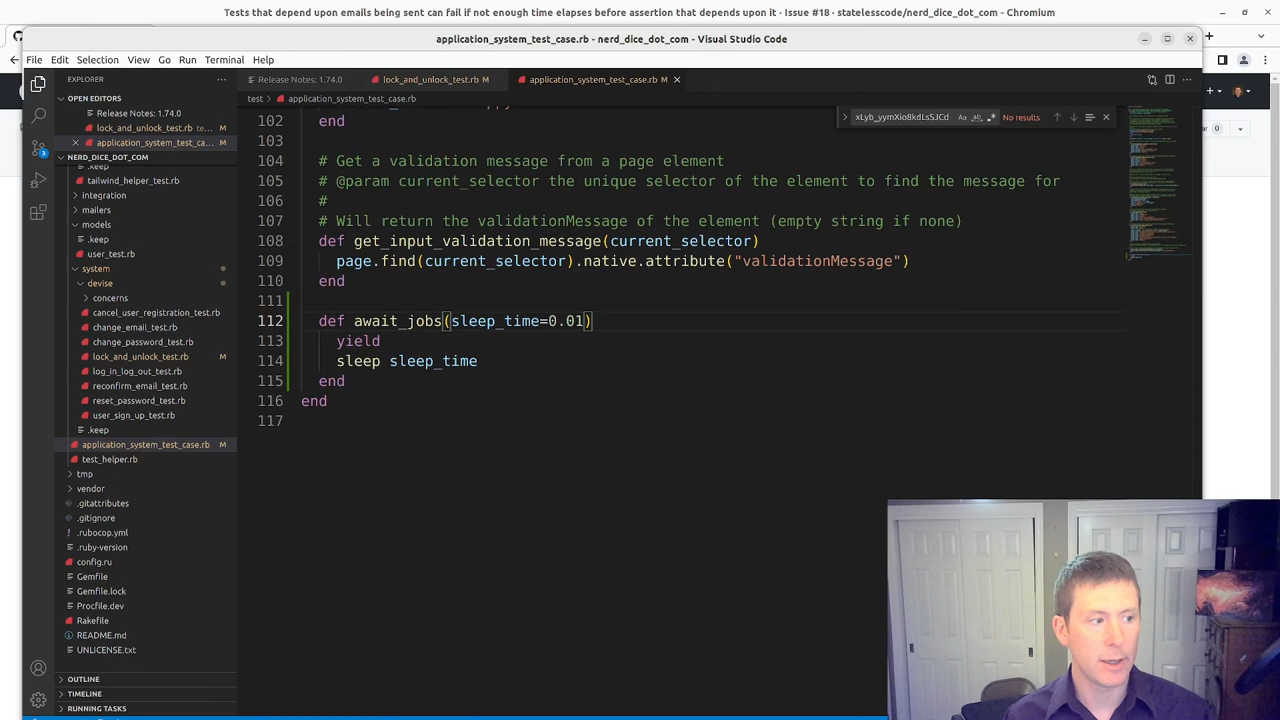 Tests that depend upon emails being sent can fail if not enough time elapses before assertion that depends upon it · Issue #18 · statelesscode/nerd_dice_dot_com - Chromium
application_system_test_case.rb - nerd_dice_dot_com - Visual Studio Code
File Edit Selection View Go Run Terminal Help
EXPLORER
Release Notes: 1.74.0
lock_and_unlock_test.rb M
application_system_test_case.rb M
OPEN EDITORS
Release Notes: 1.74.0
lock_and_unlock_test.rb te... M
application_system_test_ca... M
NERD_DICE_DOT_COM
.keep
tailwind_helper_test.rb
integration
mailers
models
.keep
user_test.rb
system
devise
concerns
cancel_user_registration_test.rb
change_email_test.rb
change_password_test.rb
lock_and_unlock_test.rb M
log_in_log_out_test.rb
reconfirm_email_test.rb
reset_password_test.rb
user_sign_up_test.rb
.keep
application_system_test_case.rb M
test_helper.rb
tmp
vendor
.gitattributes
.gitignore
.rubocop.yml
.ruby-version
config.ru
Gemfile
Gemfile.lock
Procfile.dev
Rakefile
README.md
UNLICENSE.txt
OUTLINE
TIMELINE
RUNNING TASKS
3
test > application_system_test_case.rb
xLyb_yymXio8kdLsSJCd Aa ab .* No results
102 end
103
104 # Get a validation message from a page element
105 # @param current_selector the unique selector of the element to find the message for
106 #
107 # Will return the validationMessage of the element (empty string if none)
108 def get_input_validation_message(current_selector)
109 page.find(current_selector).native.attribute("validationMessage")
110 end
111
112 def await_jobs(sleep_time=0.01)
113 yield
114 sleep sleep_time
115 end
116 end
117